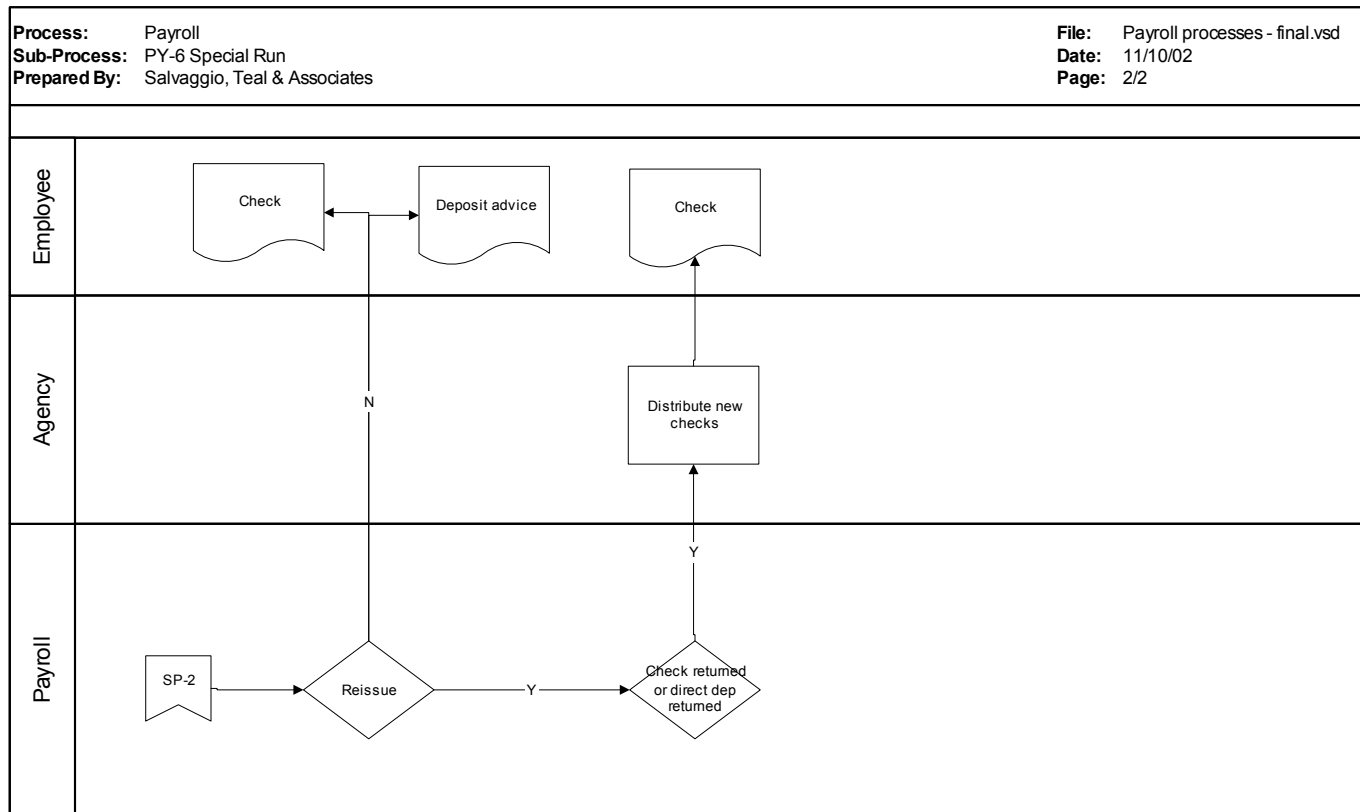 Process: Payroll
Sub-Process: PY-6 Special Run
Prepared By: Salvaggio, Teal & Associates
File: Payroll processes - final.vsd
Date: 11/10/02
Page: 2/2
Employee
Check
Deposit advice
Check
Agency
N
Distribute new
checks
Payroll
Y
SP-2
Reissue
Y
Check returned
or direct dep
returned